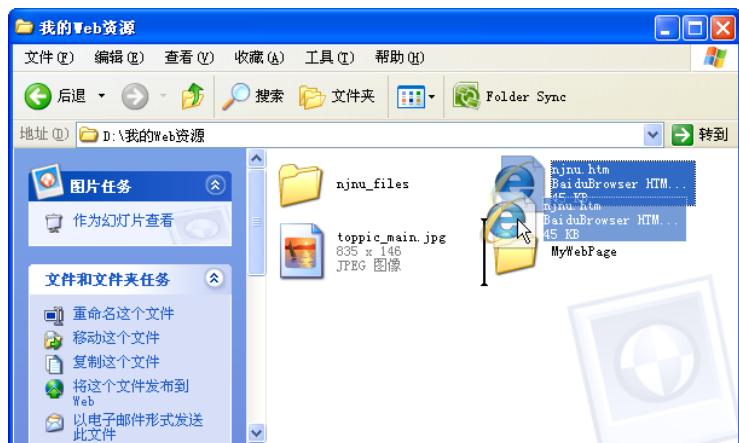 我的Web资源
文件(F) 编辑(E) 查看(V) 收藏(A) 工具(T) 帮助(H)
后退 搜索 文件夹 Folder Sync
地址(D) D:\我的Web资源 转到
图片任务
作为幻灯片查看
文件和文件夹任务
重命名这个文件
移动这个文件
复制这个文件
将这个文件发布到
Web
以电子邮件形式发送
此文件
njnu_files
toppic_main.jpg
835 x 146
JPEG 图像
njnu.htm
BaiduBrowser HTM...
45 KB
njnu.htm
BaiduBrowser HTM...
45 KB
MyWebPage